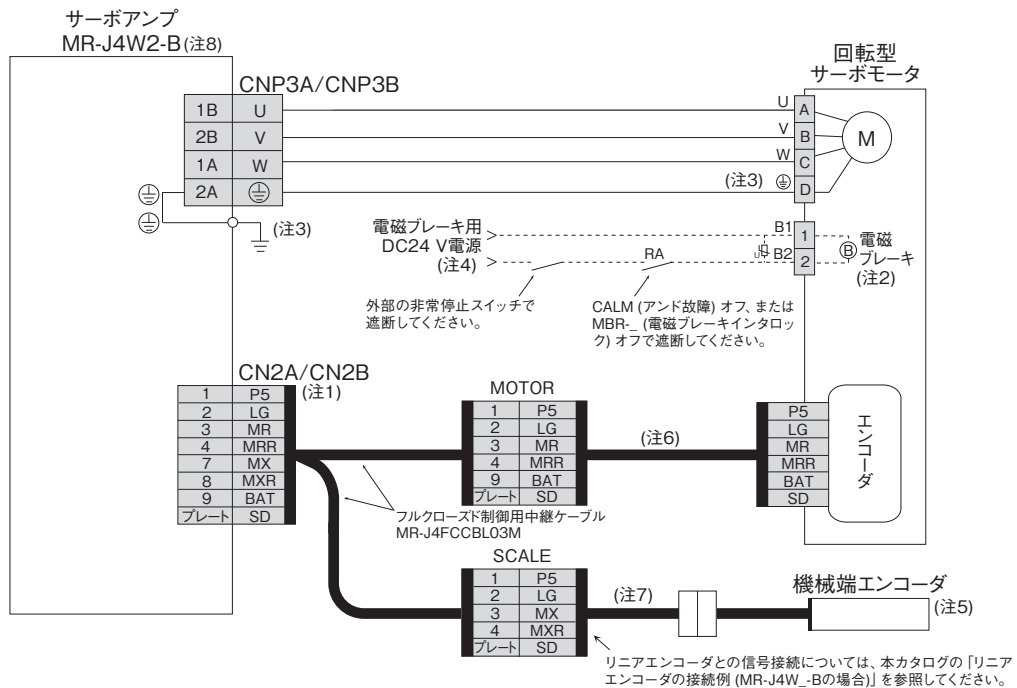 サーボアンプ
MR-J4W2-B(注8)
CNP3A/CNP3B
1B U
2B V
1A W
2A
(注3)
回転型
サーボモータ
U A
V B
W C
(注3) D
M
電磁ブレーキ用
DC24 V電源
(注4)
RA
B1 1
B2 2
U
B
電磁
ブレーキ
(注2)
外部の非常停止スイッチで
遮断してください。
CALM (アンド故障) オフ、または
MBR-_ (電磁ブレーキインタロッ
ク) オフで遮断してください。
CN2A/CN2B
(注1)
1 P5
2 LG
3 MR
4 MRR
7 MX
8 MXR
9 BAT
プレート SD
MOTOR
1 P5
2 LG
3 MR
4 MRR
9 BAT
プレート SD
(注6)
P5
LG
MR
MRR
BAT
SD
エンコーダ
フルクローズド制御用中継ケーブル
MR-J4FCCBL03M
SCALE
1 P5
2 LG
3 MX
4 MXR
プレート SD
(注7)
機械端エンコーダ
(注5)
リニアエンコーダとの信号接続については、本カタログの「リニア
エンコーダの接続例 (MR-J4W_-Bの場合)」を参照してください。